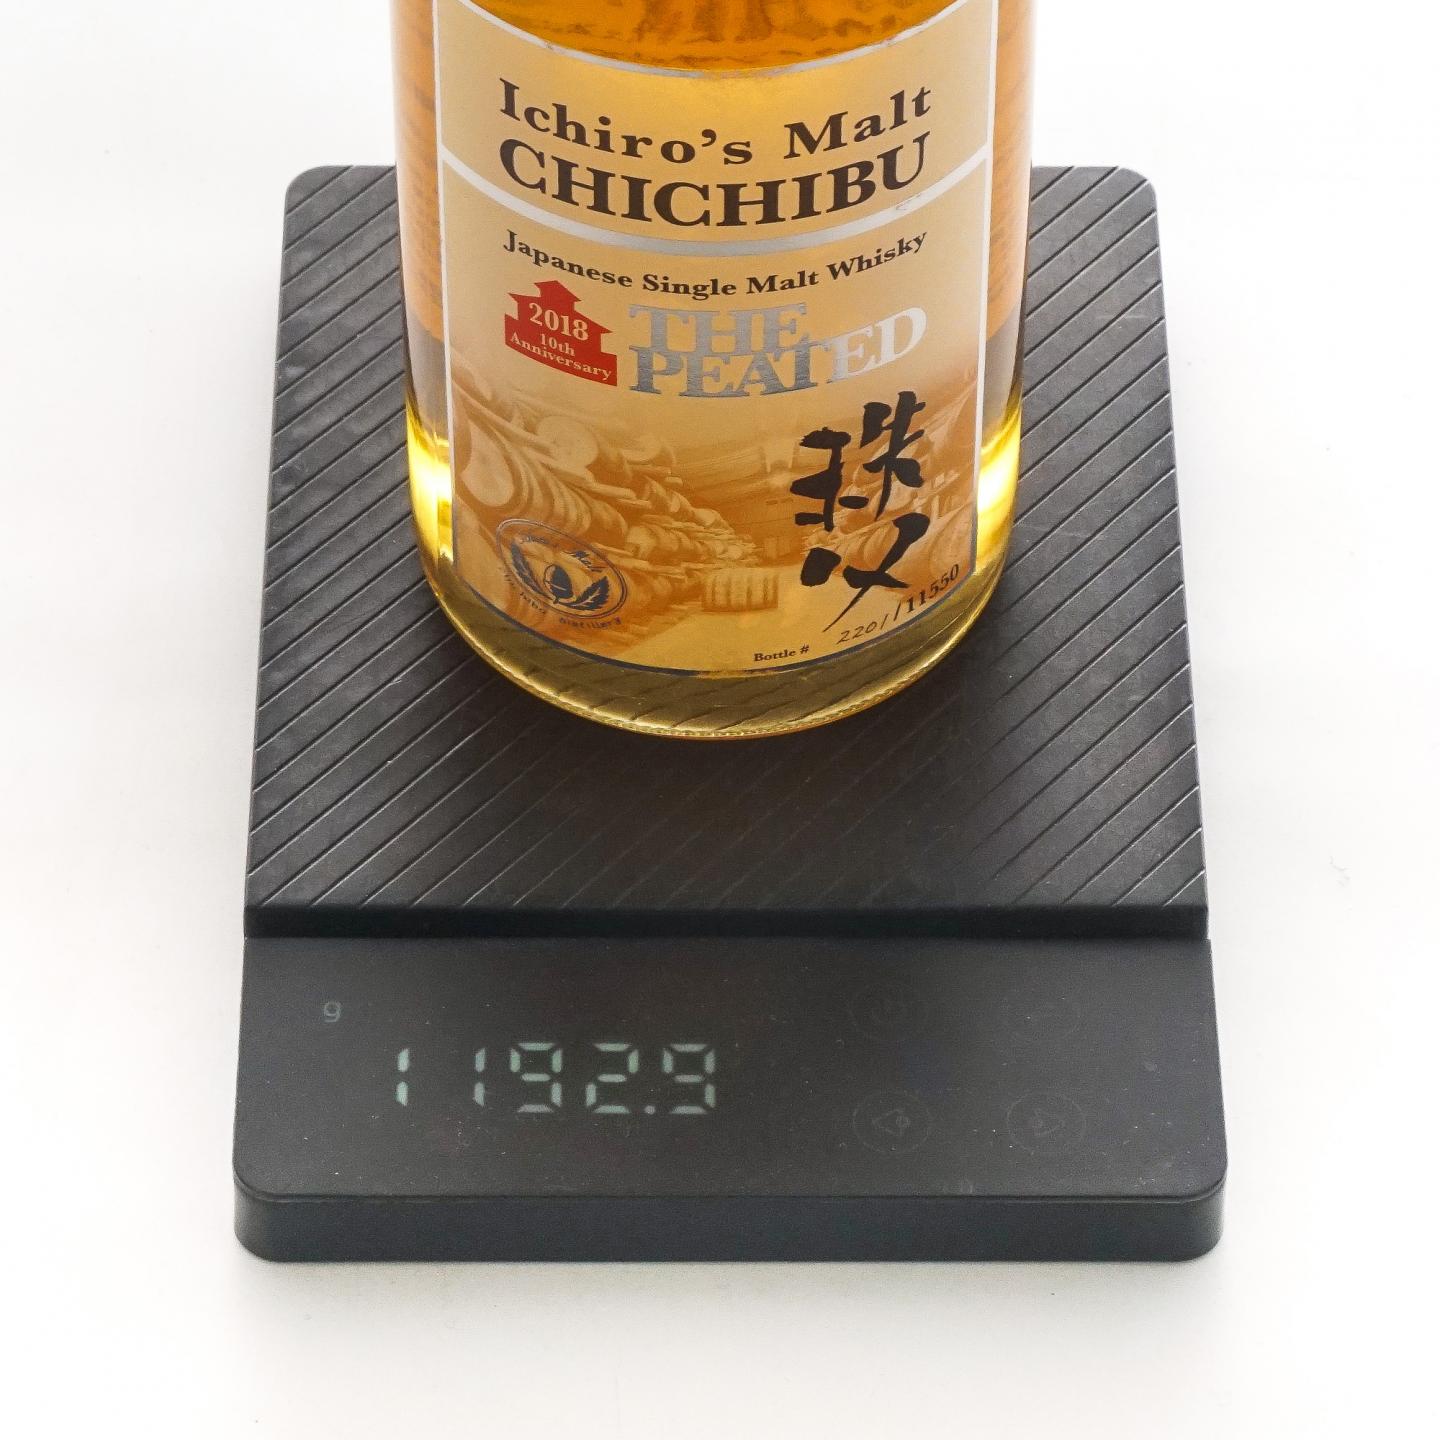 Ichiro's Malt
CHICHIBU
Japanese Single Malt Whisky
2018
10th
Anniversary
THE
PEATED
秩父
Bottle # 2201/11550
g
1192.9